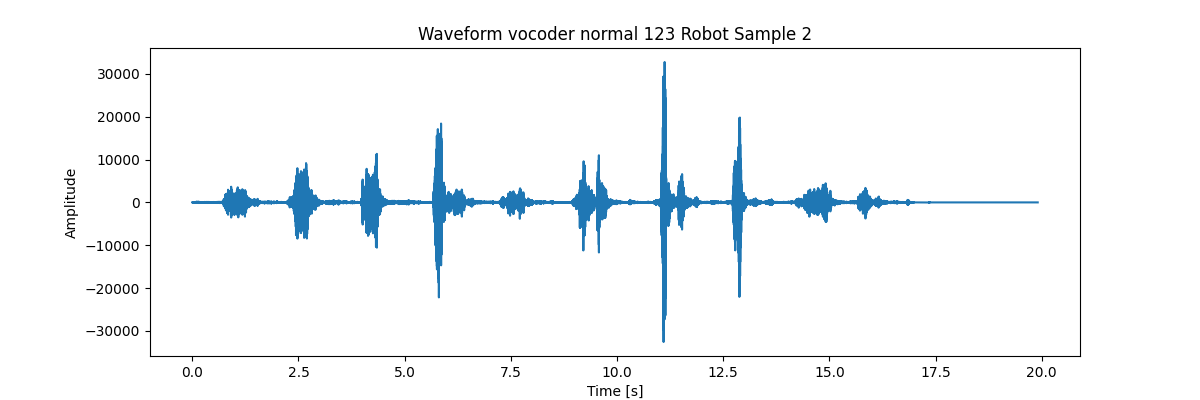 Waveform vocoder normal 123 Robot Sample 2
30000
20000
10000
0
−10000
−20000
−30000
Amplitude
0.0 2.5 5.0 7.5 10.0 12.5 15.0 17.5 20.0
Time [s]